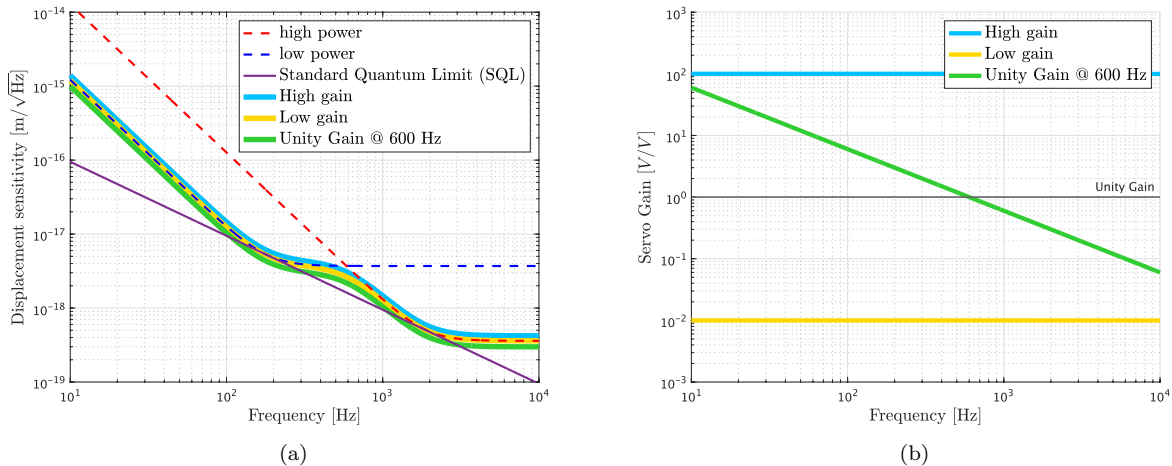 10^-14
10^-15
10^-16
10^-17
10^-18
10^-19
Displacement sensitivity [m/√Hz]
high power
low power
Standard Quantum Limit (SQL)
High gain
Low gain
Unity Gain @ 600 Hz
10^1
10^2
10^3
10^4
Frequency [Hz]
(a)
10^3
10^2
10^1
10^0
10^-1
10^-2
10^-3
Servo Gain [V/V]
High gain
Low gain
Unity Gain @ 600 Hz
Unity Gain
10^1
10^2
10^3
10^4
Frequency [Hz]
(b)